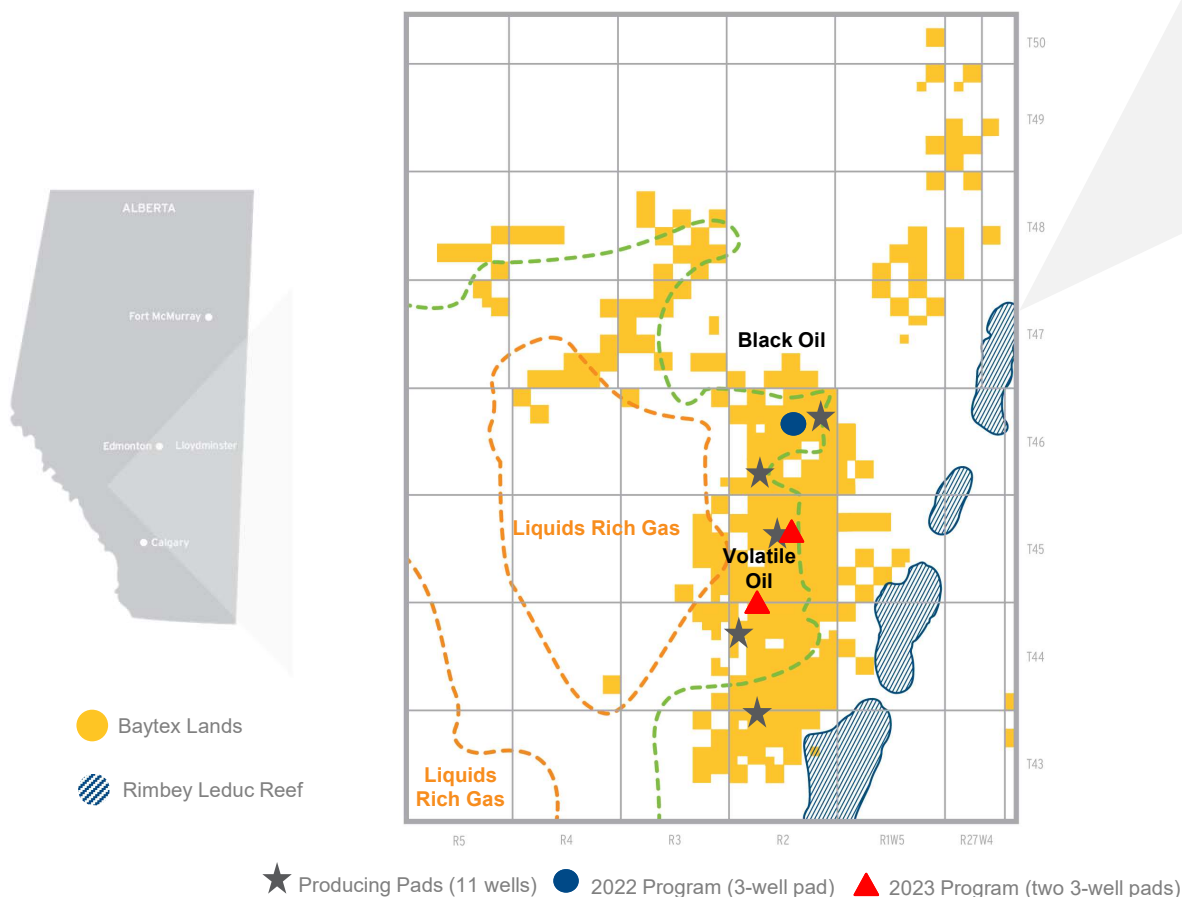 T50
T49
ALBERTA
T48
Fort McMurray
T47
Black Oil
Edmonton
Lloydminster
T46
Liquids Rich Gas
Calgary
T45
Volatile
Oil
T44
Baytex Lands
Liquids
Rich Gas
T43
Rimbey Leduc Reef
R5
R4
R3
R2
R1W5
R27W4
Producing Pads (11 wells)
2022 Program (3-well pad)
2023 Program (two 3-well pads)